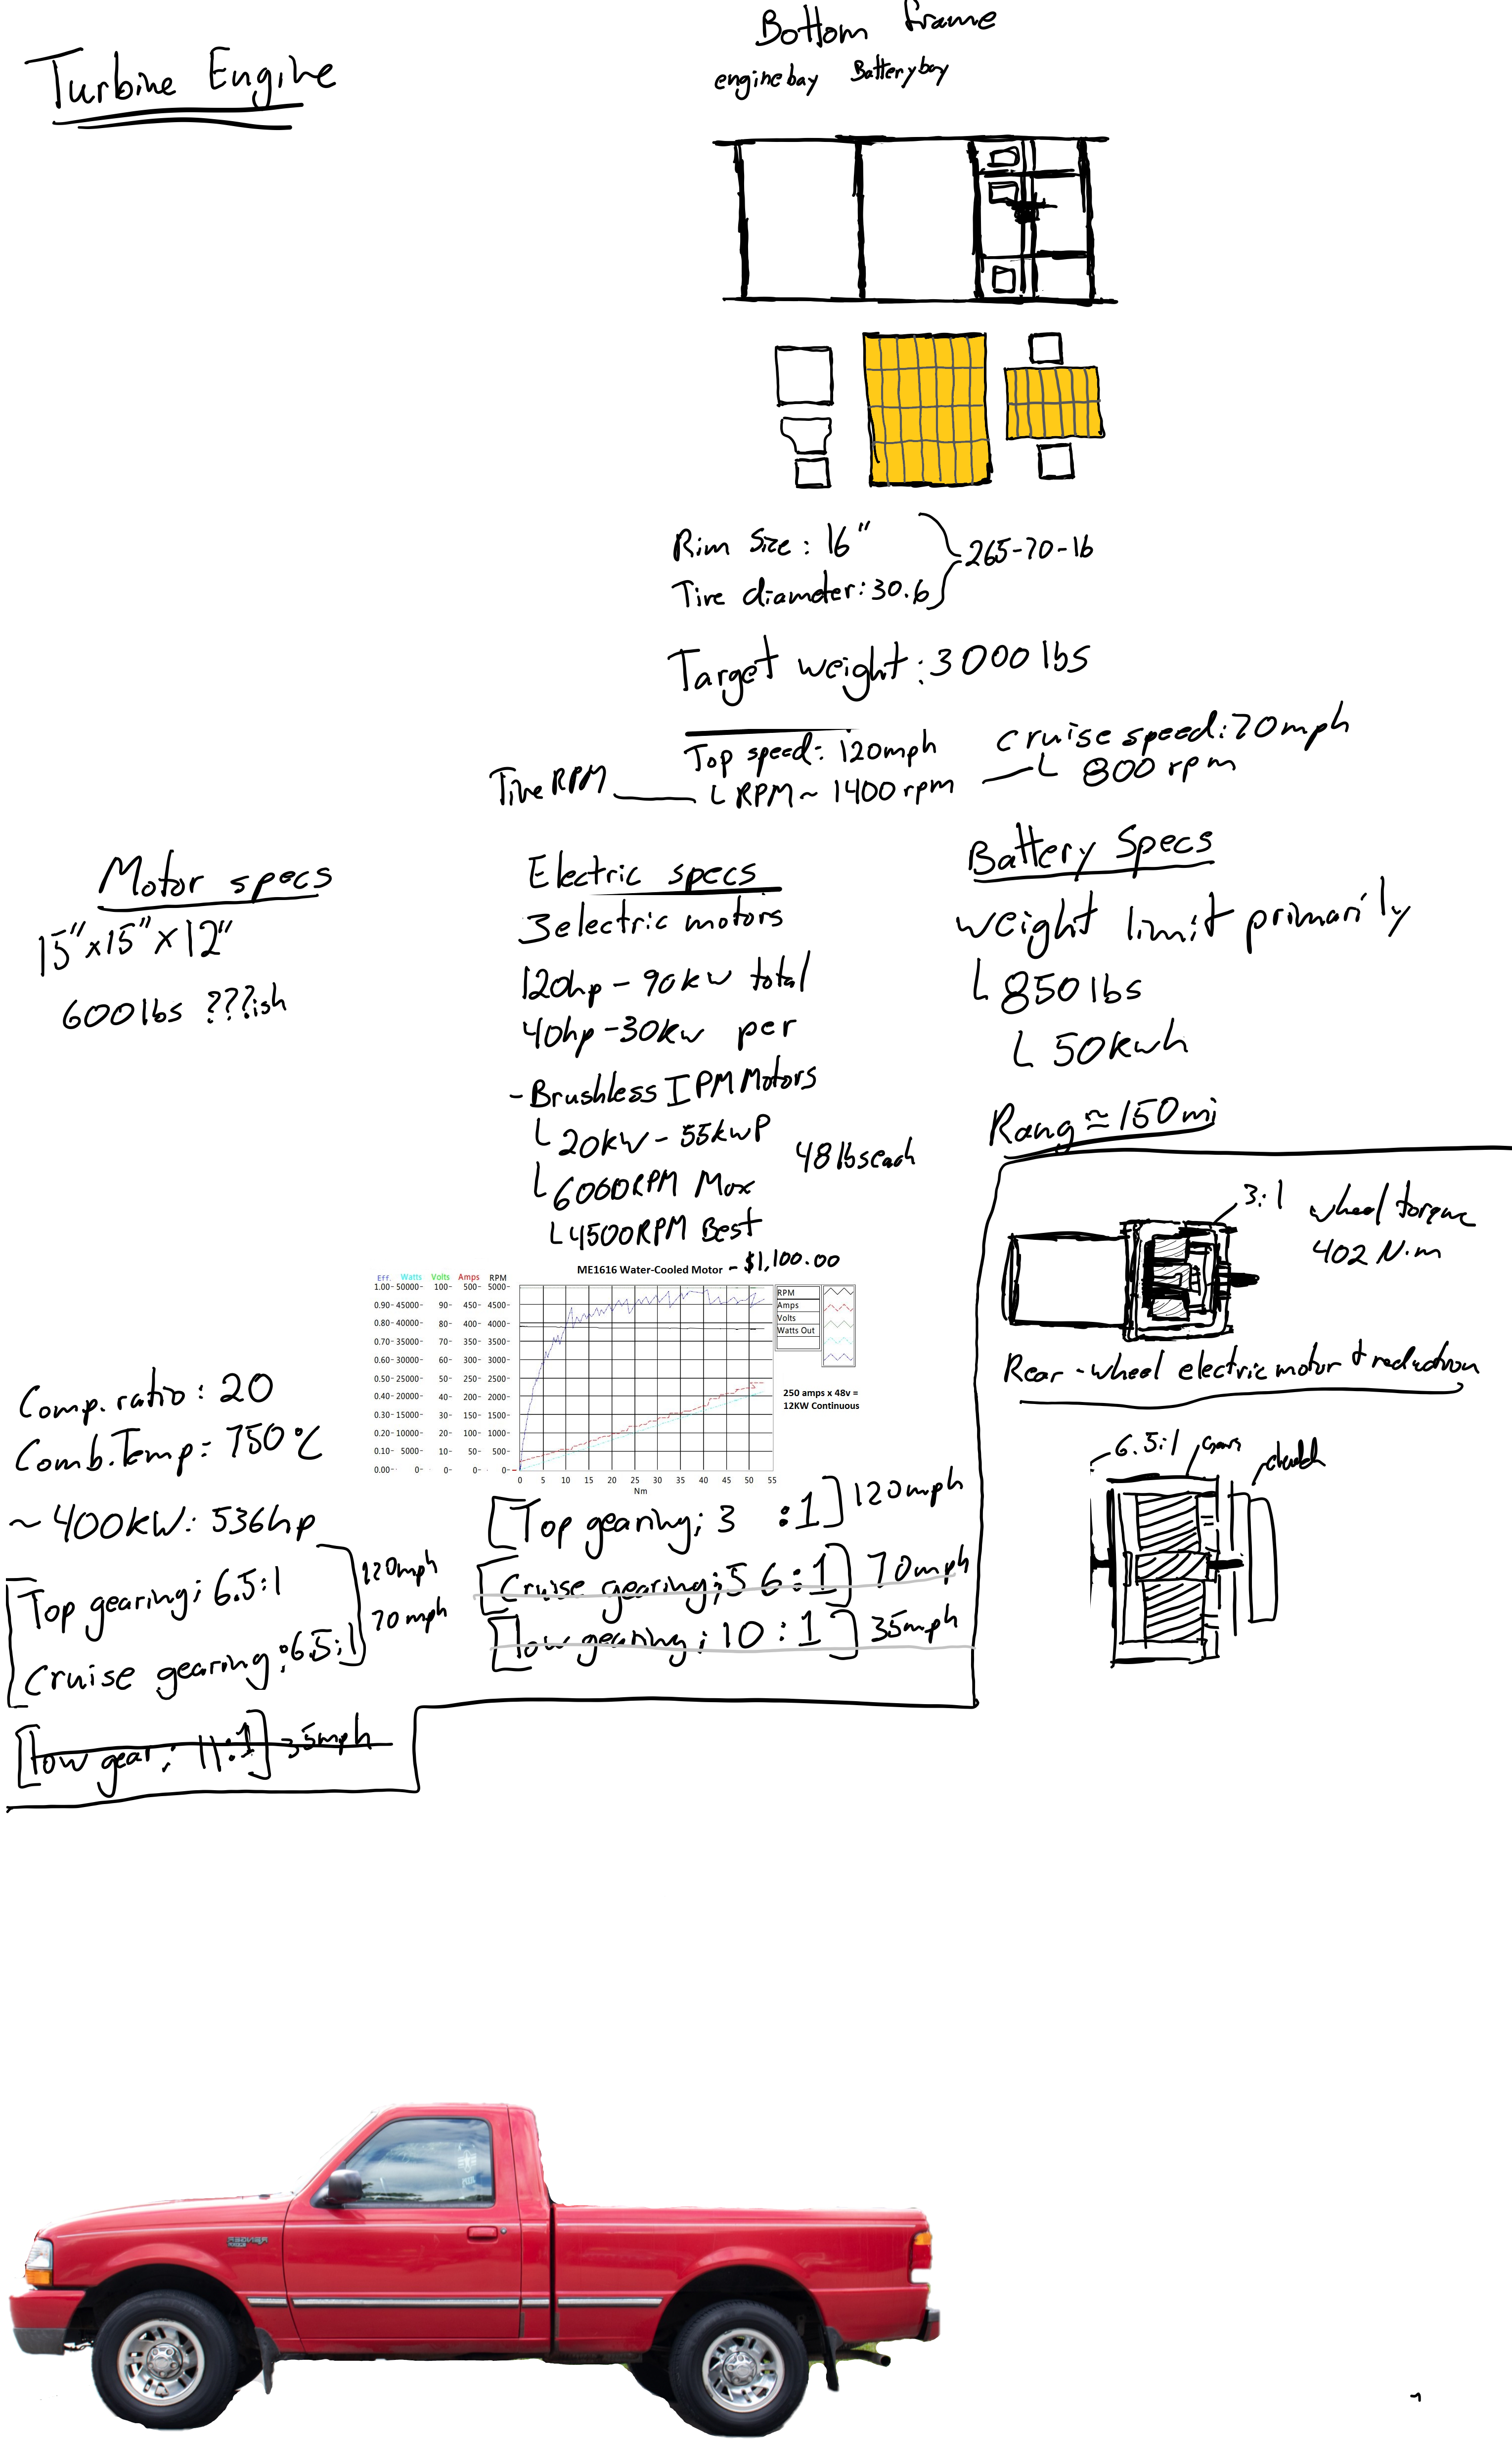 Turbine Engine
Bottom frame
engine bay Battery bay
Rim Size: 16"
Tire diameter: 30.6
265-70-16
Target weight: 3000 lbs
Top speed: 120mph
Tire RPM
L RPM ~ 1400 rpm
cruise speed: 70mph
L 800 rpm
Motor specs
15" x 15" x 12"
600lbs ???ish
Comp. ratio: 20
Comb. Temp = 750°C
~ 400kW: 536hp
Top gearing; 6.5:1
Cruise gearing; 6.5:1
120mph
70 mph
[low gear; 11:1] 35mph
Electric specs
3 electric motors
120hp - 90kw total
40hp - 30kw per
- Brushless IPM Motors
L 20kW - 55kwP
48 lbs each
L 6000RPM Max
L 4500RPM Best
ME1616 Water-Cooled Motor - $1,100.00
Eff. Watts Volts Amps RPM
1.00 50000 100 500 5000
0.90 45000 90 450 4500
0.80 40000 80 400 4000
0.70 35000 70 350 3500
0.60 30000 60 300 3000
0.50 25000 50 250 2500
0.40 20000 40 200 2000
0.30 15000 30 150 1500
0.20 10000 20 100 1000
0.10 5000 10 50 500
0.00 0 0 0 0
0 5 10 15 20 25 30 35 40 45 50 55
Nm
RPM
Amps
Volts
Watts Out
250 amps x 48v =
12KW Continuous
[Top gearing; 3 :1] 120mph
[Cruise gearing; 5 6:1] 70mph
[low gearing; 10:1] 35mph
Battery Specs
weight limit primarily
L 850 lbs
L 50kwh
Rang ≈ 150mi
3:1
wheel torque
402 N·m
Rear-wheel electric motor & reduction
6.5:1 Gears
clutch
RANGER